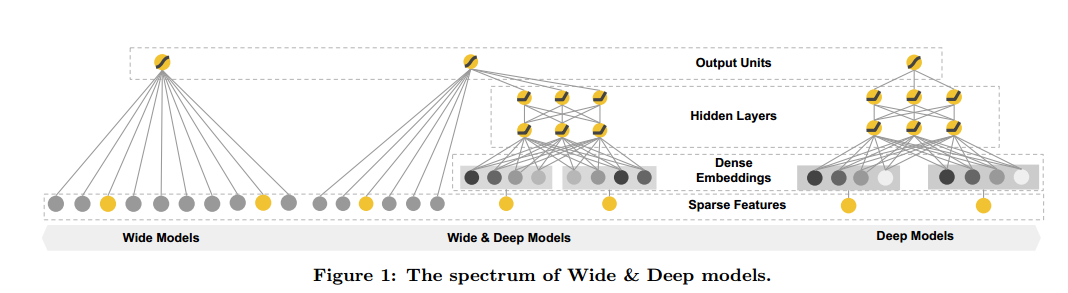 Output Units
Hidden Layers
Dense
Embeddings
Sparse Features
Wide Models
Wide & Deep Models
Deep Models
Figure 1: The spectrum of Wide & Deep models.